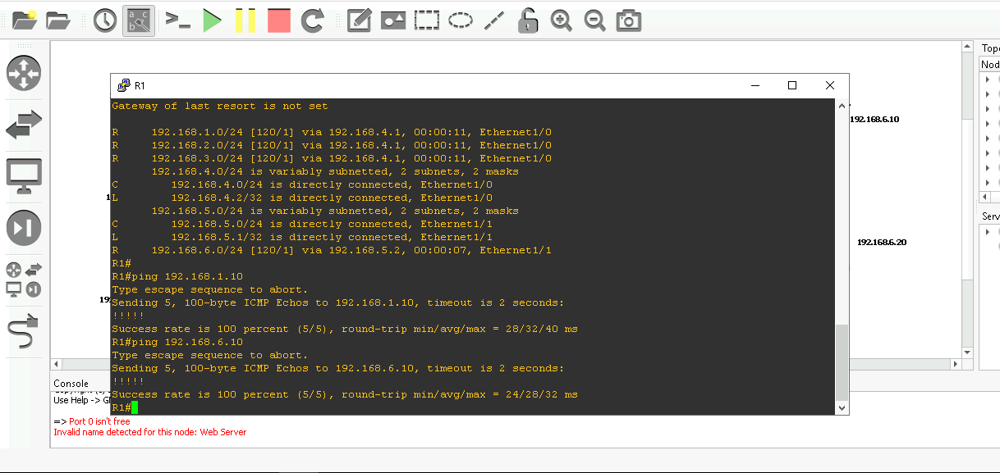 a c
b
Topo
Nod
R1
Gateway of last resort is not set
R     192.168.1.0/24 [120/1] via 192.168.4.1, 00:00:11, Ethernet1/0
R     192.168.2.0/24 [120/1] via 192.168.4.1, 00:00:11, Ethernet1/0
R     192.168.3.0/24 [120/1] via 192.168.4.1, 00:00:11, Ethernet1/0
      192.168.4.0/24 is variably subnetted, 2 subnets, 2 masks
C        192.168.4.0/24 is directly connected, Ethernet1/0
L        192.168.4.2/32 is directly connected, Ethernet1/0
      192.168.5.0/24 is variably subnetted, 2 subnets, 2 masks
C        192.168.5.0/24 is directly connected, Ethernet1/1
L        192.168.5.1/32 is directly connected, Ethernet1/1
R     192.168.6.0/24 [120/1] via 192.168.5.2, 00:00:07, Ethernet1/1
R1#
R1#ping 192.168.1.10
Type escape sequence to abort.
Sending 5, 100-byte ICMP Echos to 192.168.1.10, timeout is 2 seconds:
!!!!!
Success rate is 100 percent (5/5), round-trip min/avg/max = 28/32/40 ms
R1#ping 192.168.6.10
Type escape sequence to abort.
Sending 5, 100-byte ICMP Echos to 192.168.6.10, timeout is 2 seconds:
!!!!!
Success rate is 100 percent (5/5), round-trip min/avg/max = 24/28/32 ms
R1#
192.168.6.10
192.168.6.20
Serv
Console
Use Help -> G
=> Port 0 isn't free
Invalid name detected for this node: Web Server